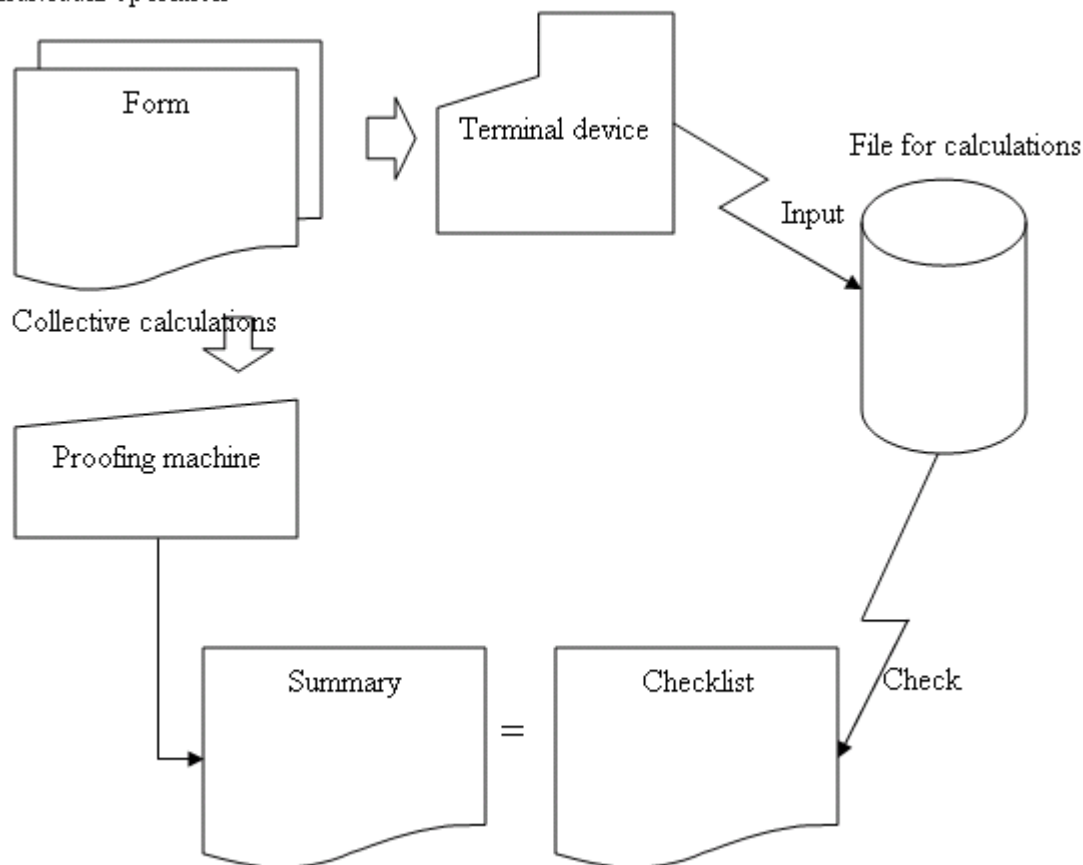 Form
Terminal device
File for calculations
Input
Collective calculations
Proofing machine
Summary
=
Checklist
Check